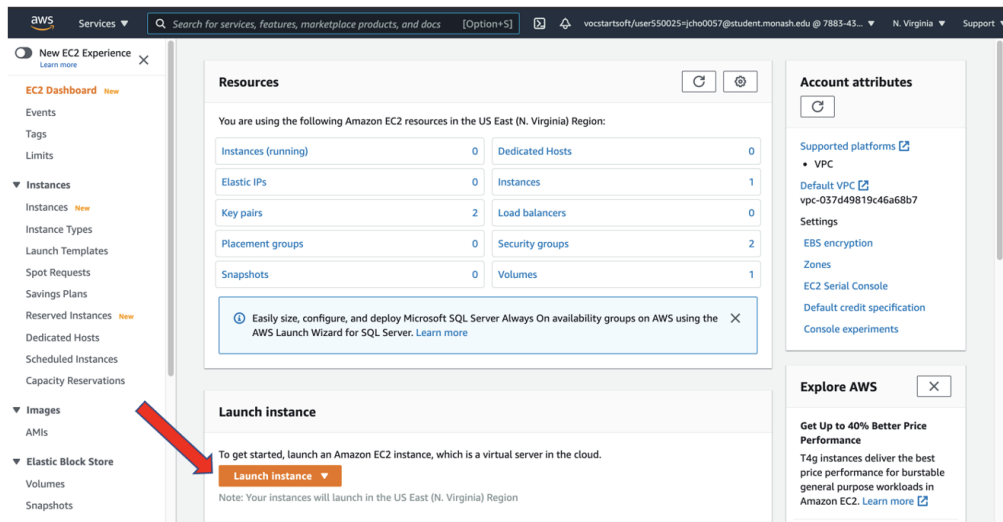 aws
Services ▼
Search for services, features, marketplace products, and docs [Option+S]
vocstartsoft/user550025=jcho0057@student.monash.edu @ 7883-43... ▼
N. Virginia ▼
Support
New EC2 Experience
Learn more
EC2 Dashboard New
Events
Tags
Limits
▼ Instances
Instances New
Instance Types
Launch Templates
Spot Requests
Savings Plans
Reserved Instances New
Dedicated Hosts
Scheduled Instances
Capacity Reservations
▼ Images
AMIs
▼ Elastic Block Store
Volumes
Snapshots
Resources
You are using the following Amazon EC2 resources in the US East (N. Virginia) Region:
Instances (running) 0
Dedicated Hosts 0
Elastic IPs 0
Instances 1
Key pairs 2
Load balancers 0
Placement groups 0
Security groups 2
Snapshots 0
Volumes 1
Easily size, configure, and deploy Microsoft SQL Server Always On availability groups on AWS using the
AWS Launch Wizard for SQL Server. Learn more
Launch instance
To get started, launch an Amazon EC2 instance, which is a virtual server in the cloud.
Launch instance ▼
Note: Your instances will launch in the US East (N. Virginia) Region
Account attributes
Supported platforms
• VPC
Default VPC
vpc-037d49819c46a68b7
Settings
EBS encryption
Zones
EC2 Serial Console
Default credit specification
Console experiments
Explore AWS
Get Up to 40% Better Price
Performance
T4g instances deliver the best
price performance for burstable
general purpose workloads in
Amazon EC2. Learn more